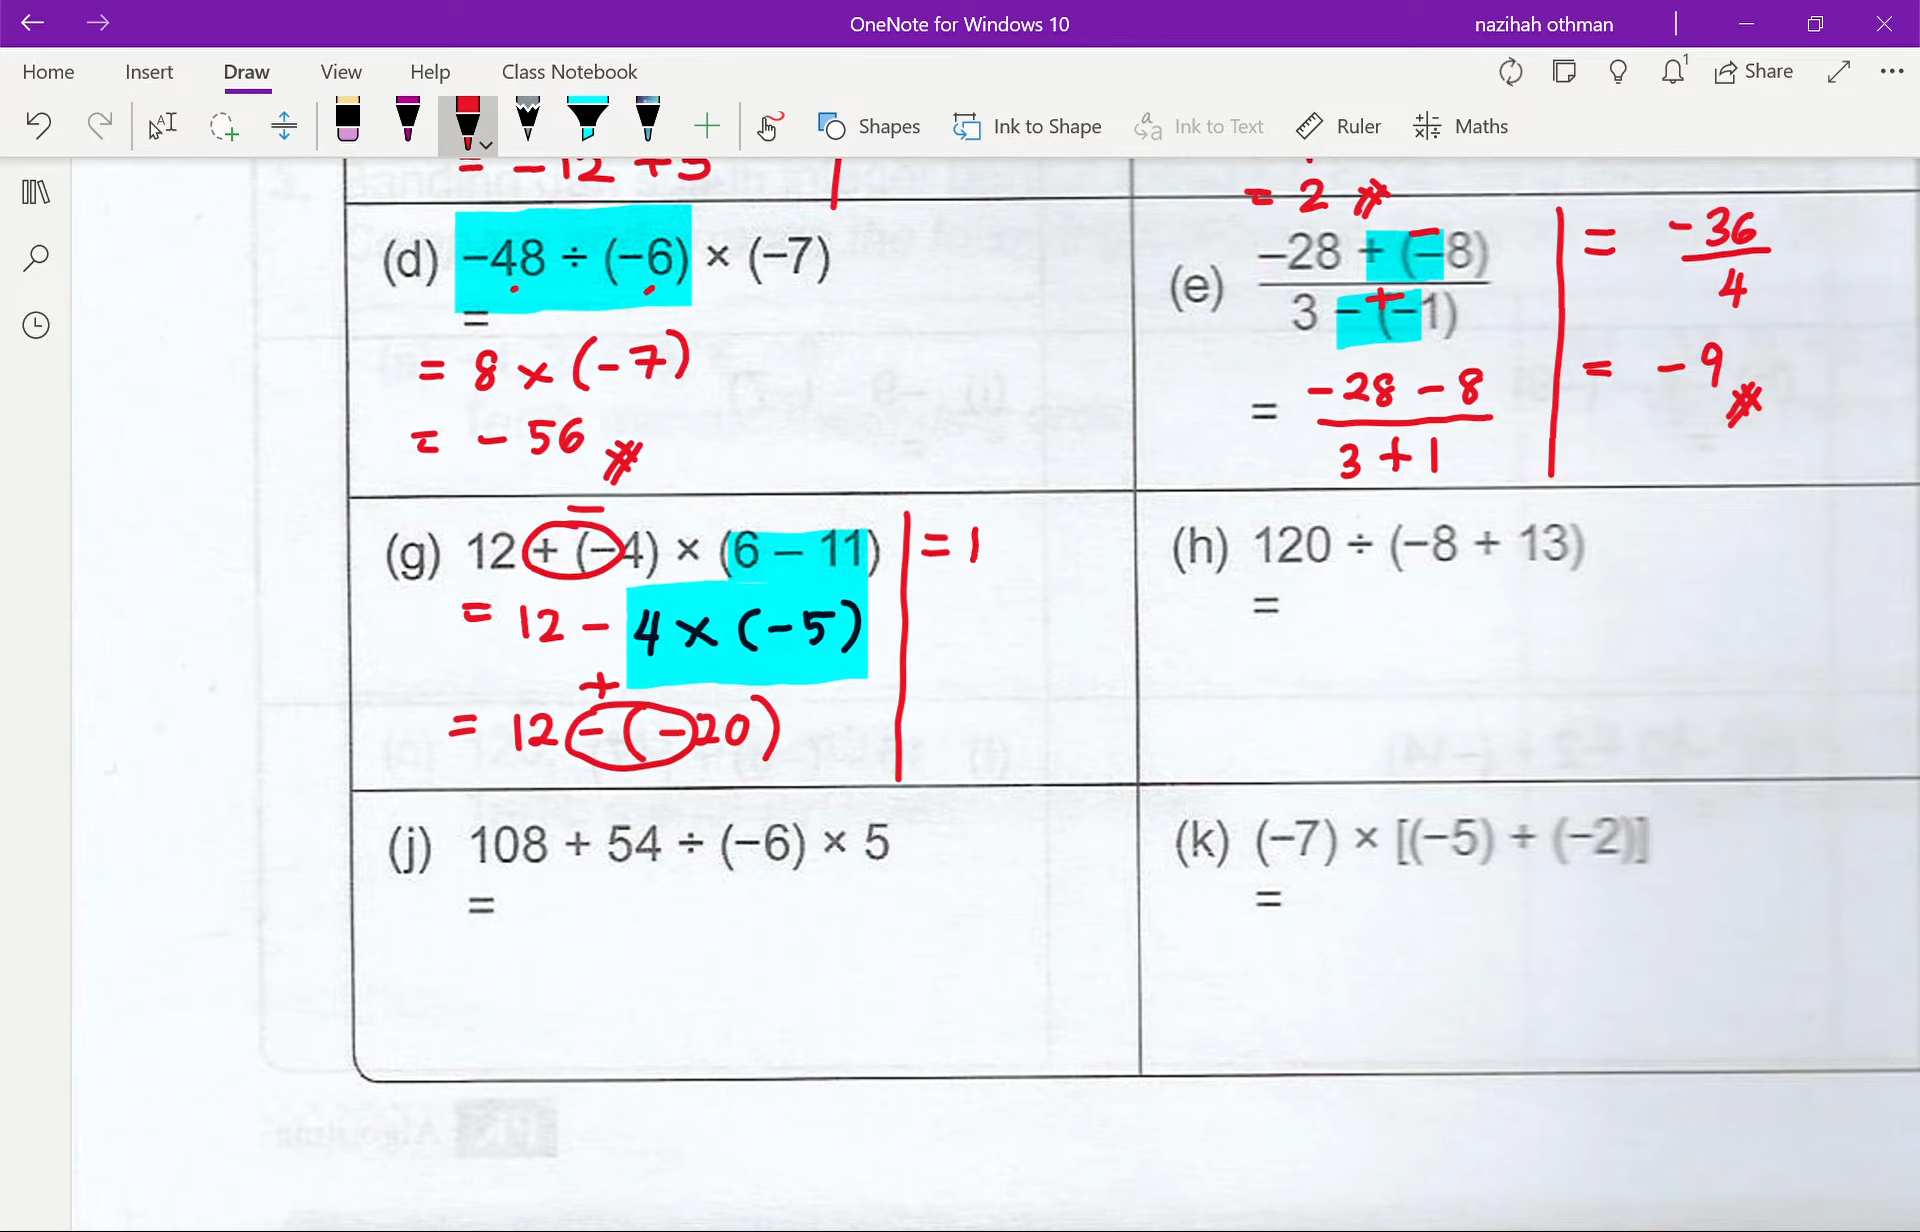 OneNote for Windows 10
nazihah othman
Home Insert Draw View Help Class Notebook
1 Share
Shapes Ink to Shape Ink to Text Ruler Maths
= -12 +5
= 2
(d) −48 ÷ (−6) × (−7)
=
= 8 × (-7)
= - 56
(e) −28 + (−8)
3 − (−1)
− +
= -28 - 8
3 + 1
= -36
4
= -9
(g) 12 + (−4) × (6 − 11)
−
= 12 - 4 × (-5)
+
= 12 - (-20)
= 1
(h) 120 ÷ (−8 + 13)
=
(j) 108 + 54 ÷ (−6) × 5
=
(k) (−7) × [(−5) + (−2)]
=